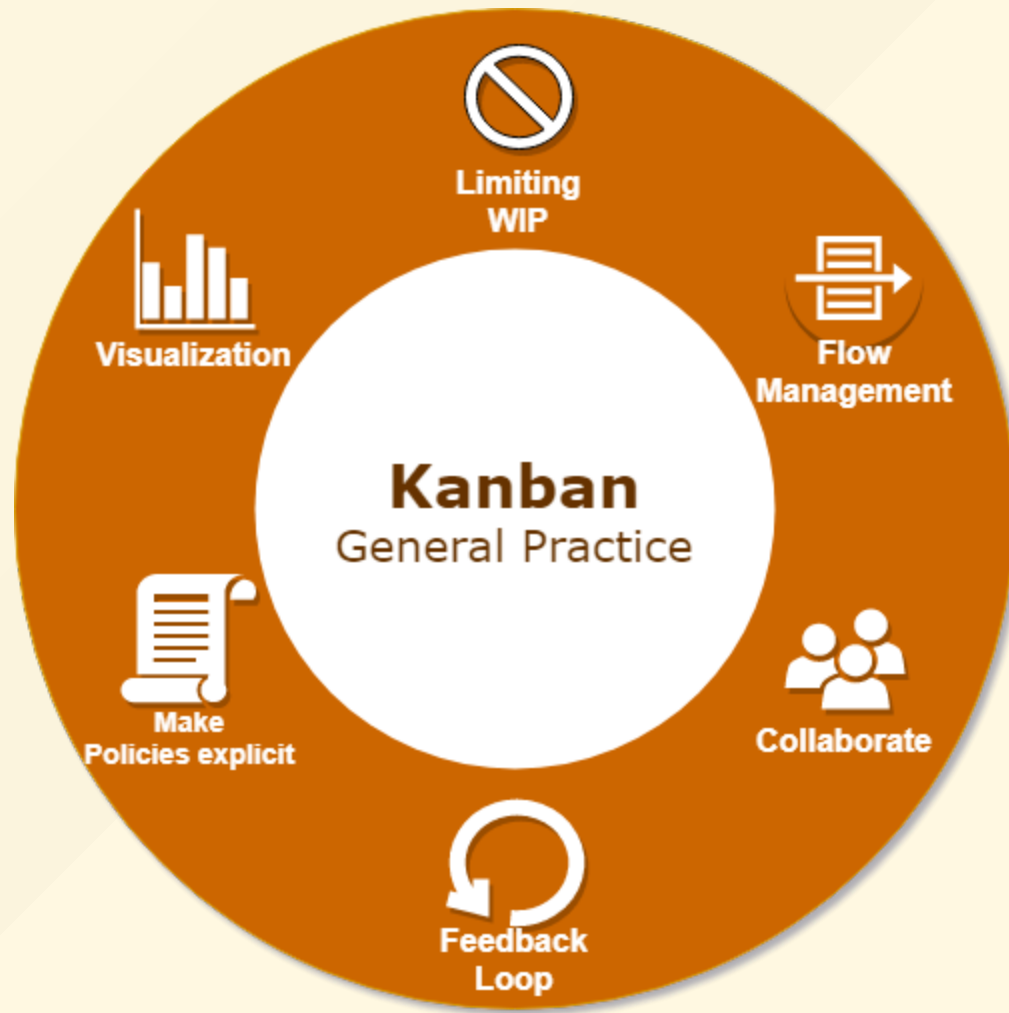 Limiting
WIP
Visualization
Flow
Management
Kanban
General Practice
Make
Policies explicit
Collaborate
Feedback
Loop